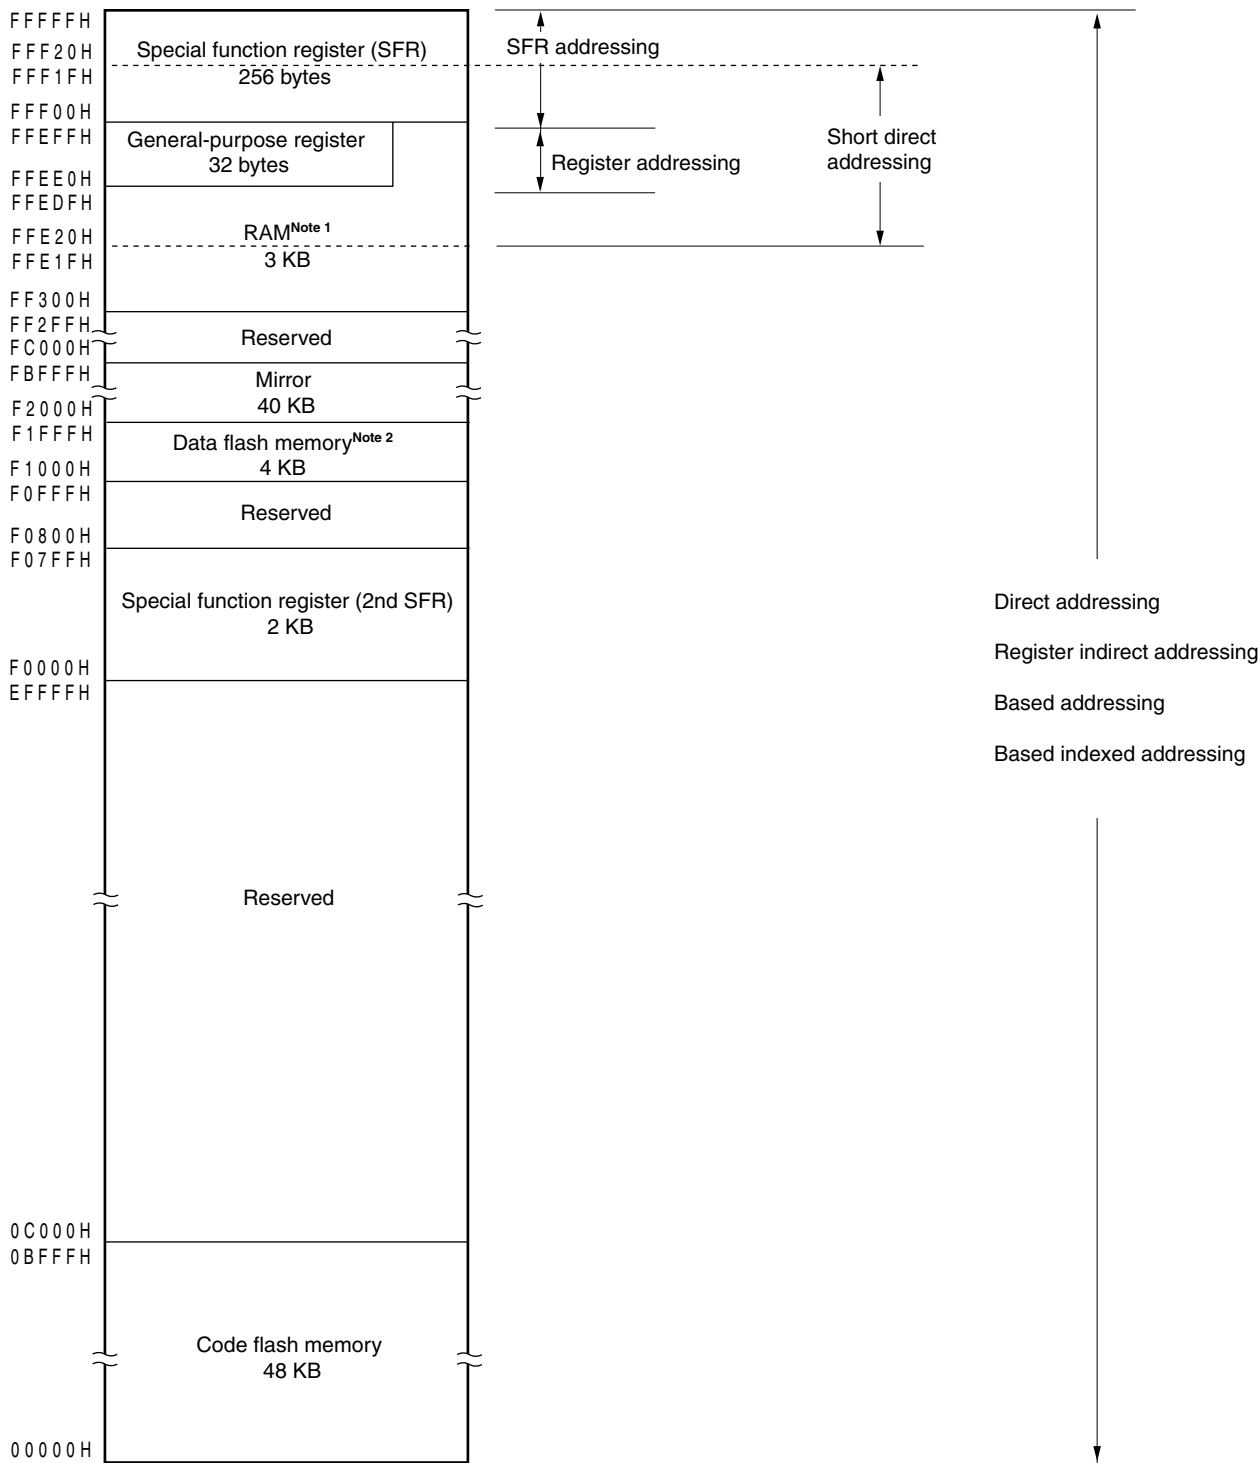 FFFFFH
FFF20H
FFF1FH
FFF00H
FFEFFH
FFEE0H
FFEDFH
FFE20H
FFE1FH
FF300H
FF2FFH
FC000H
FBFFFH
F2000H
F1FFFH
F1000H
F0FFFH
F0800H
F07FFH
F0000H
EFFFFH
0C000H
0BFFFH
00000H
Special function register (SFR)
256 bytes
General-purpose register
32 bytes
RAMNote 1
3 KB
Reserved
Mirror
40 KB
Data flash memoryNote 2
4 KB
Reserved
Special function register (2nd SFR)
2 KB
Reserved
Code flash memory
48 KB
SFR addressing
Register addressing
Short direct
addressing
Direct addressing
Register indirect addressing
Based addressing
Based indexed addressing